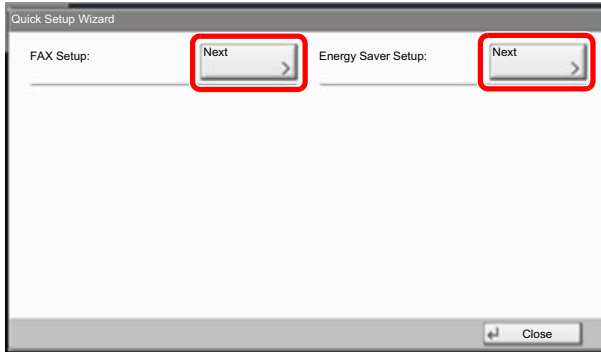 Quick Setup Wizard
FAX Setup:
Next
Energy Saver Setup:
Next
Close